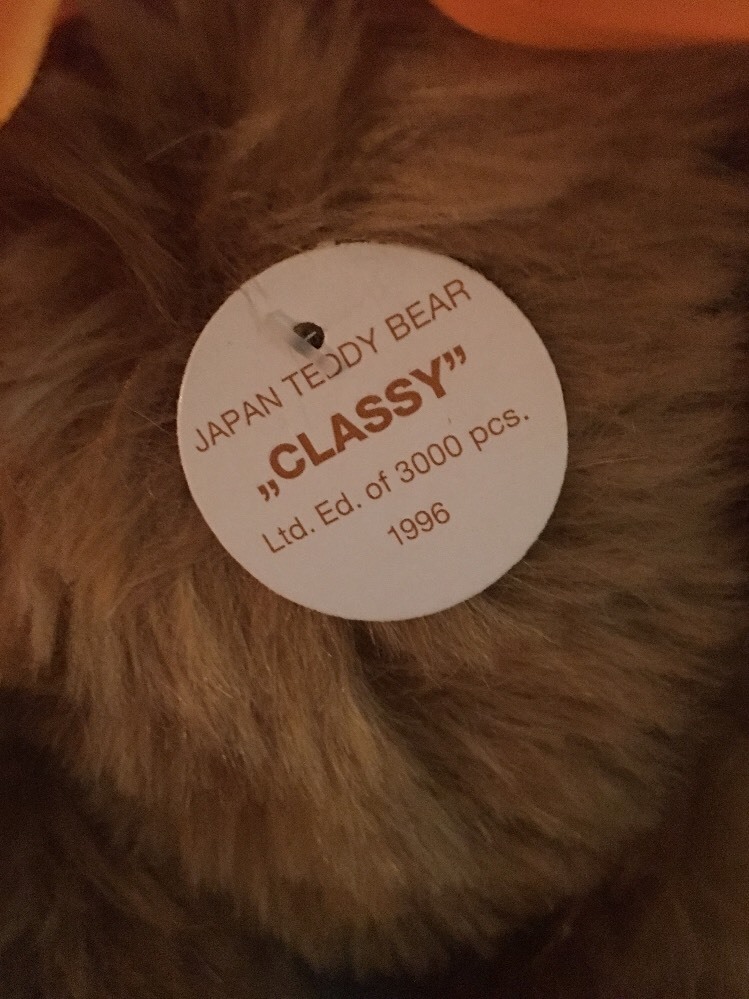 JAPAN TEDDY BEAR
„CLASSY”
Ltd. Ed. of 3000 pcs.
1996